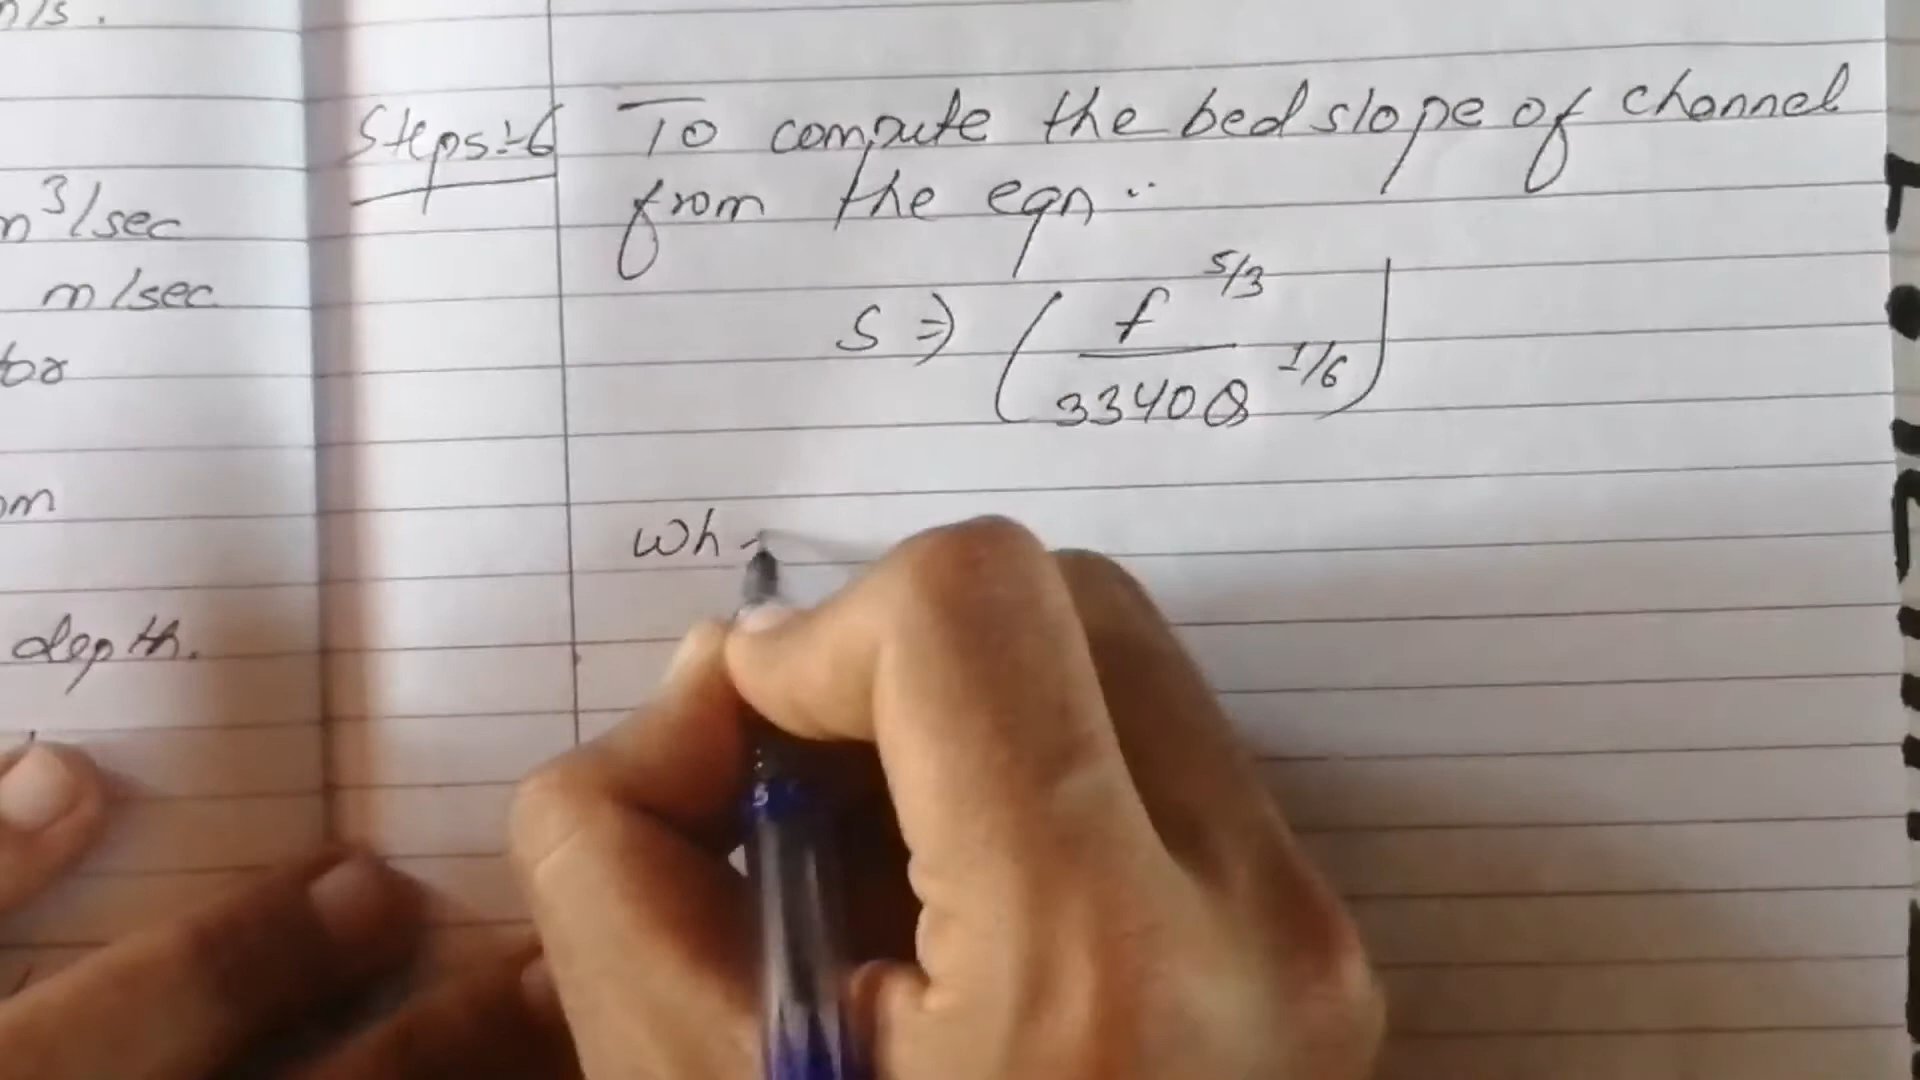 m³/sec
m/sec
depth.
Steps:-6 To compute the bed slope of channel
from the eqn :-
S ⇒ ( f^5/3 / 3340 Q^1/6 )
Wh